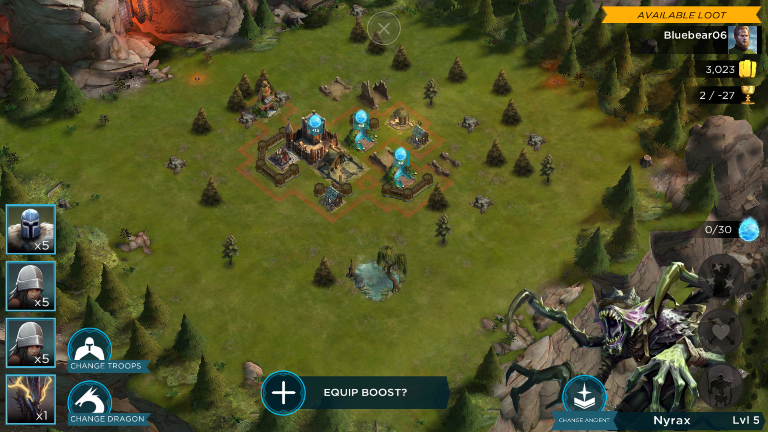 AVAILABLE LOOT
Bluebear06
3,023
2 / -27
0/30
x5
x5
x5
x1
CHANGE TROOPS
CHANGE DRAGON
EQUIP BOOST?
CHANGE ANCIENT
Nyrax Lvl 5